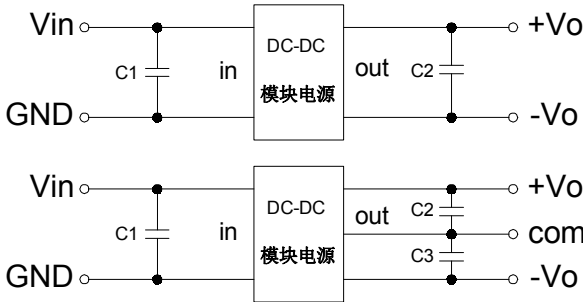 Vin
+Vo
DC-DC
C1
in
out
C2
模块电源
GND
-Vo
Vin
+Vo
DC-DC
out
C2
C1
in
com
模块电源
C3
GND
-Vo